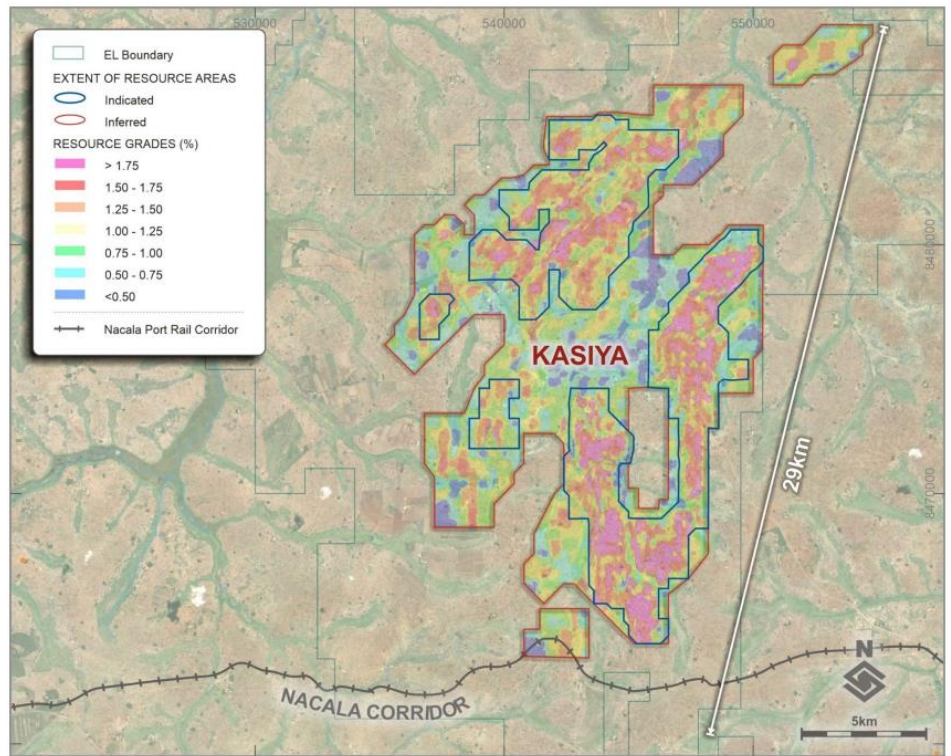 530000
540000
550000
EL Boundary
EXTENT OF RESOURCE AREAS
Indicated
Inferred
RESOURCE GRADES (%)
> 1.75
1.50 - 1.75
1.25 - 1.50
1.00 - 1.25
0.75 - 1.00
0.50 - 0.75
<0.50
Nacala Port Rail Corridor
8480000
KASIYA
29km
8470000
NACALA CORRIDOR
N
5km